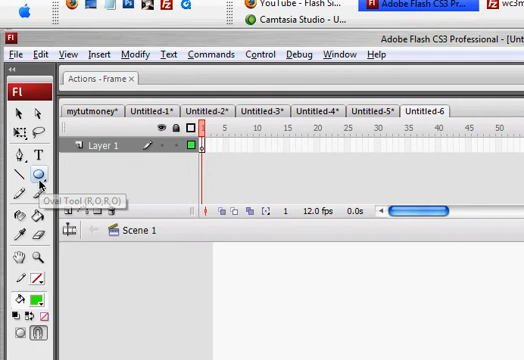 YouTube - Flash Si...
Adobe Flash CS3 Pr...
wc3m
Camtasia Studio - U...
Adobe Flash CS3 Professional - [Unt
File Edit View Insert Modify Text Commands Control Debug Window Help
Actions - Frame ×
Fl
mytutmoney* Untitled-1* Untitled-2* Untitled-3* Untitled-4* Untitled-5* Untitled-6
1 5 10 15 20 25 30 35 40 45 50
Layer 1
T
Oval Tool (R,O,R,O)
1 12.0 fps 0.0s
Scene 1